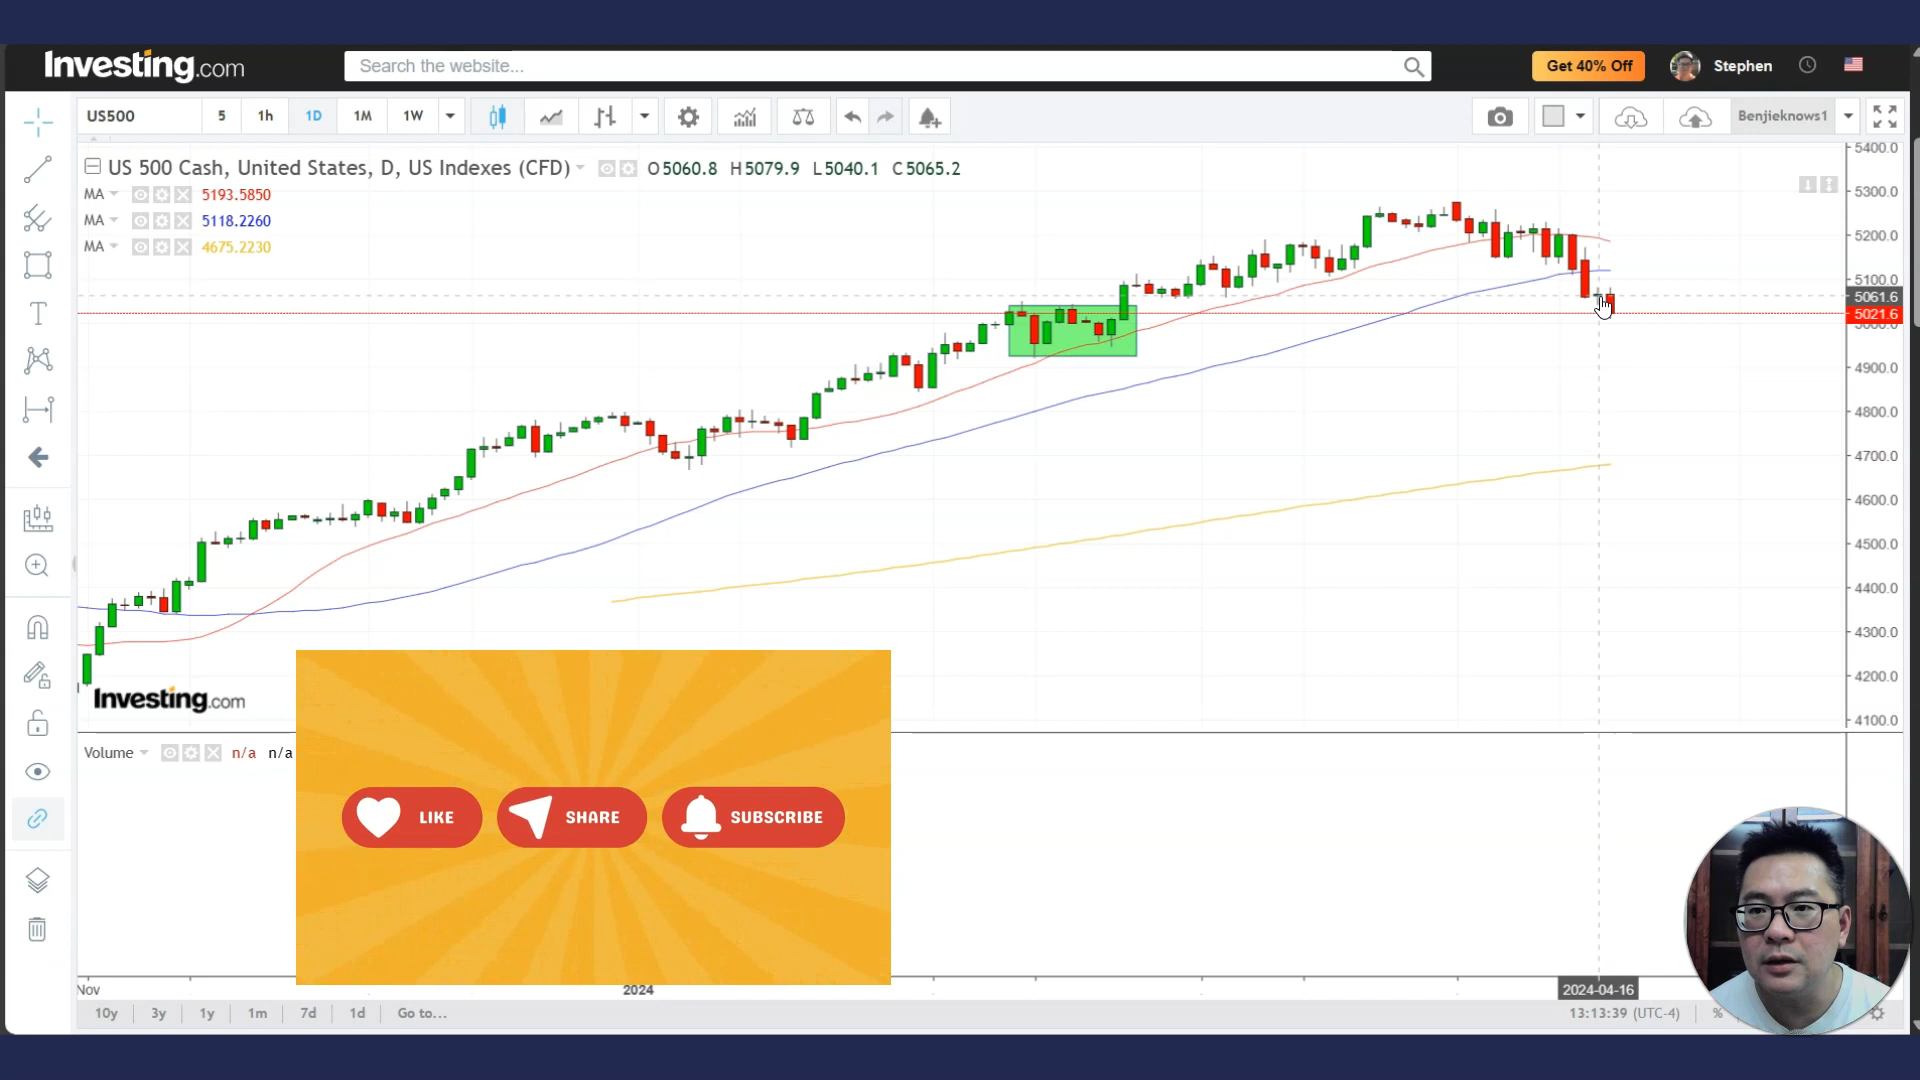 Investing.com
Search the website...
Get 40% Off
Stephen
US500
5
1h
1D
1M
1W
Benjieknows1
US 500 Cash, United States, D, US Indexes (CFD)
O5060.8 H5079.9 L5040.1 C5065.2
MA 5193.5850
MA 5118.2260
MA 4675.2230
5400.0
5300.0
5200.0
5100.0
5061.6
5021.6
4900.0
4800.0
4700.0
4600.0
4500.0
4400.0
4300.0
4200.0
4100.0
Investing.com
Volume n/a n/a
LIKE
SHARE
SUBSCRIBE
Nov
2024
2024-04-16
10y
3y
1y
1m
7d
1d
Go to...
13:13:39 (UTC-4)
%